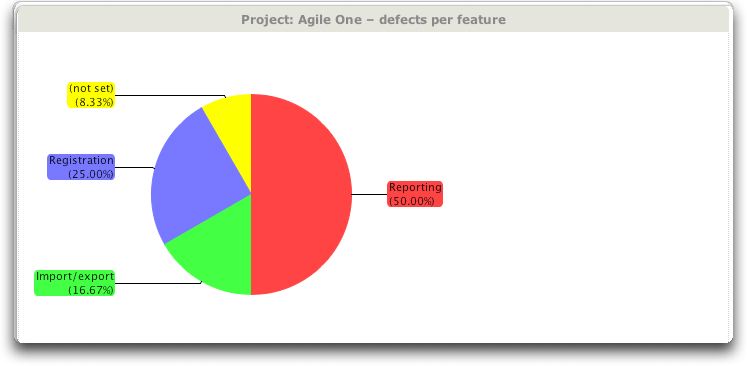 Project: Agile One – defects per feature
(not set)
(8.33%)
Registration
(25.00%)
Reporting
(50.00%)
Import/export
(16.67%)